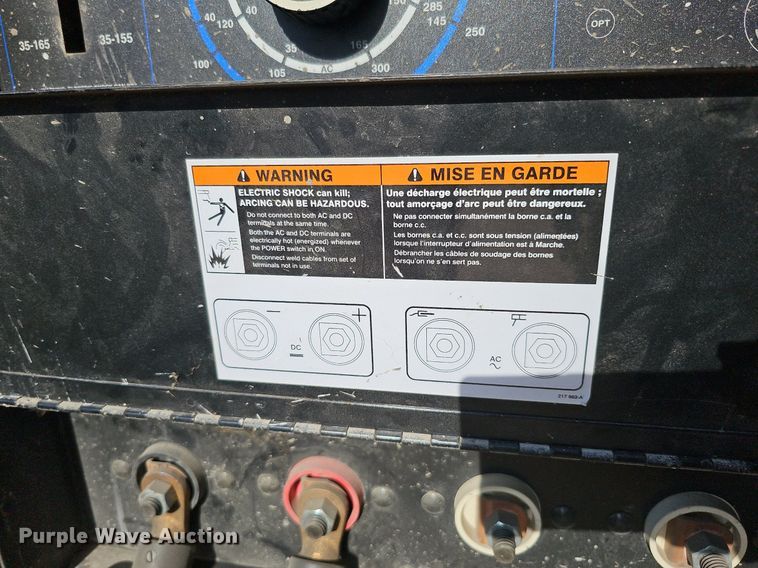 35-165
35-155
40
40
120
100
105
35
AC
165
300
285
145
135
250
OPT
WARNING
ELECTRIC SHOCK can kill;
ARCING CAN BE HAZARDOUS.
Do not connect to both AC and DC
terminals at the same time.
Both the AC and DC terminals are
electrically hot (energized) whenever
the POWER switch in ON.
Disconnect weld cables from set of
terminals not in use.
MISE EN GARDE
Une décharge électrique peut être mortelle ;
tout amorçage d'arc peut être dangereux.
Ne pas connecter simultanément la borne c.a. et la
borne c.c.
Les bornes c.a. et c.c. sont sous tension (alimeqtées)
lorsque l'interrupteur d'alimentation est à Marche.
Débrancher les câbles de soudage des bornes
lorsqu'on ne s'en sert pas.
− +
DC
AC
~
217 982-A
Purple Wave Auction